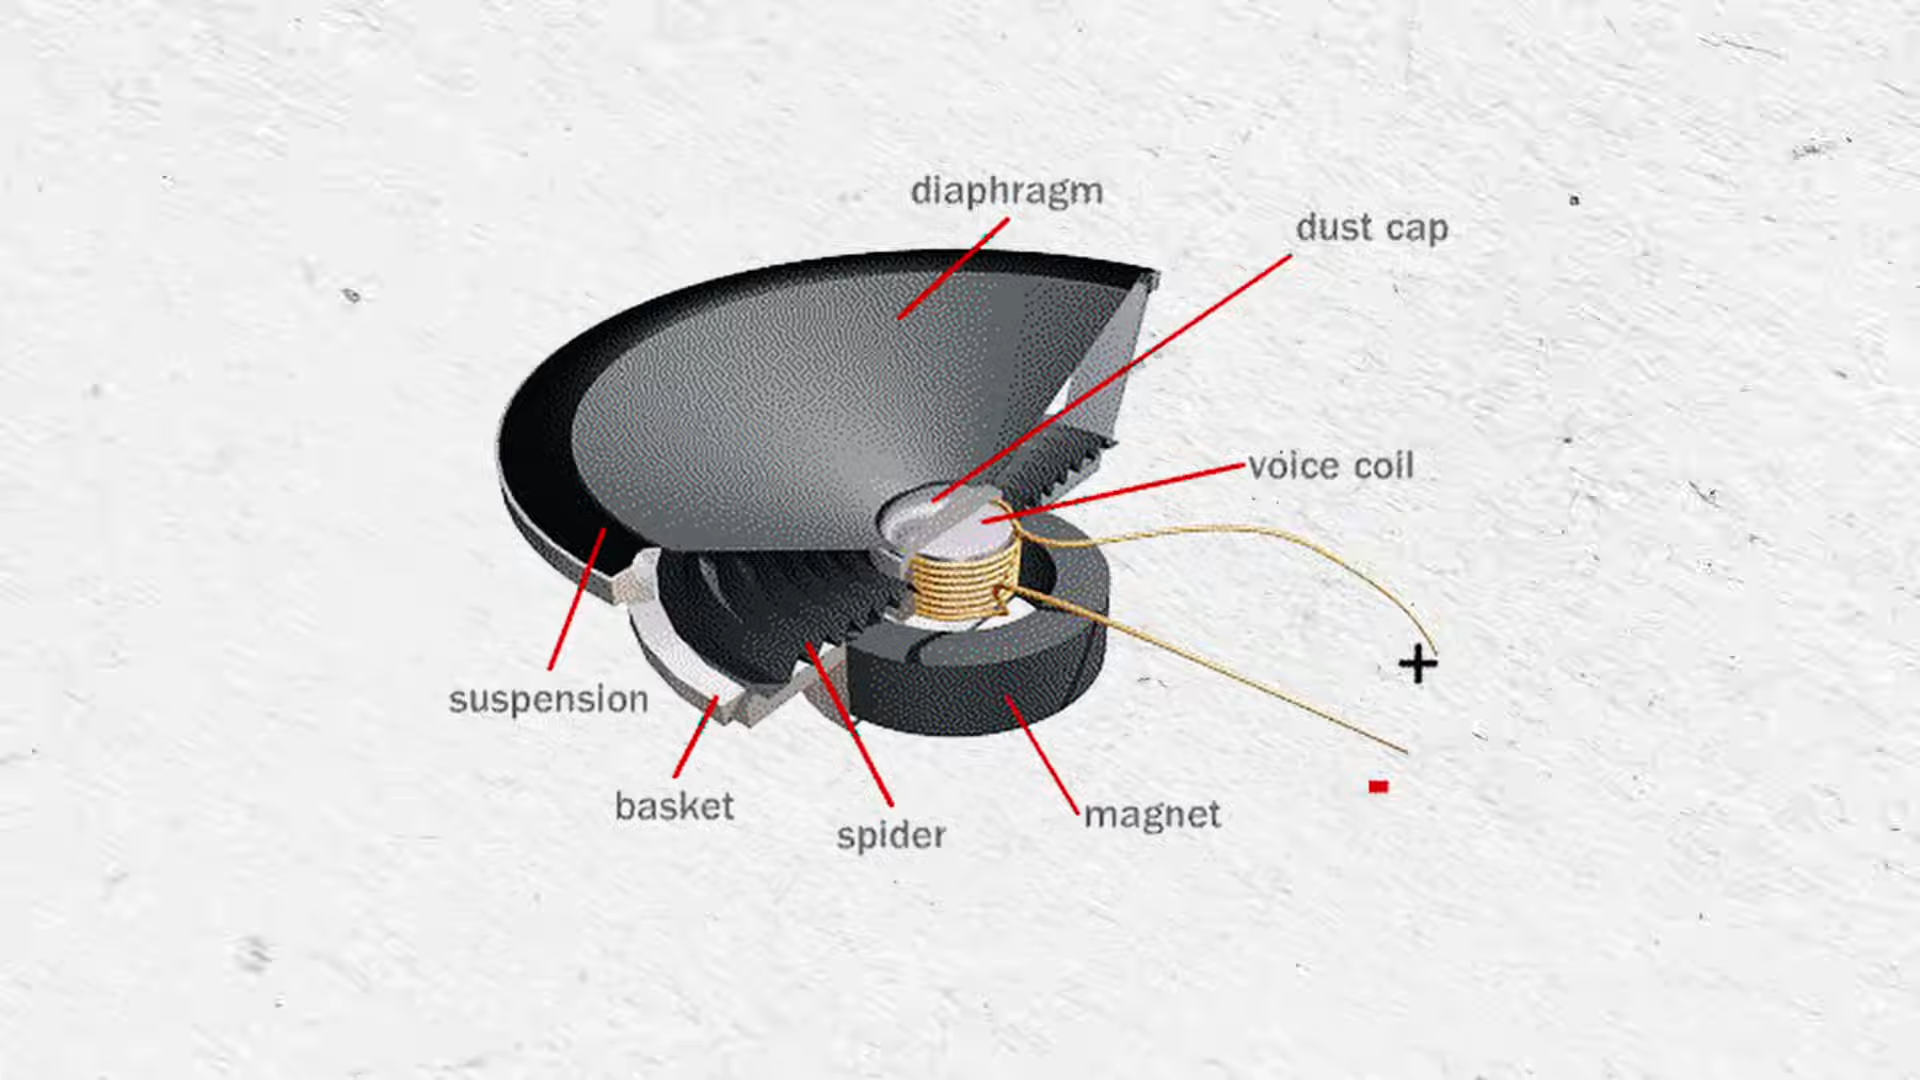 diaphragm
dust cap
voice coil
+
suspension
-
basket
magnet
spider